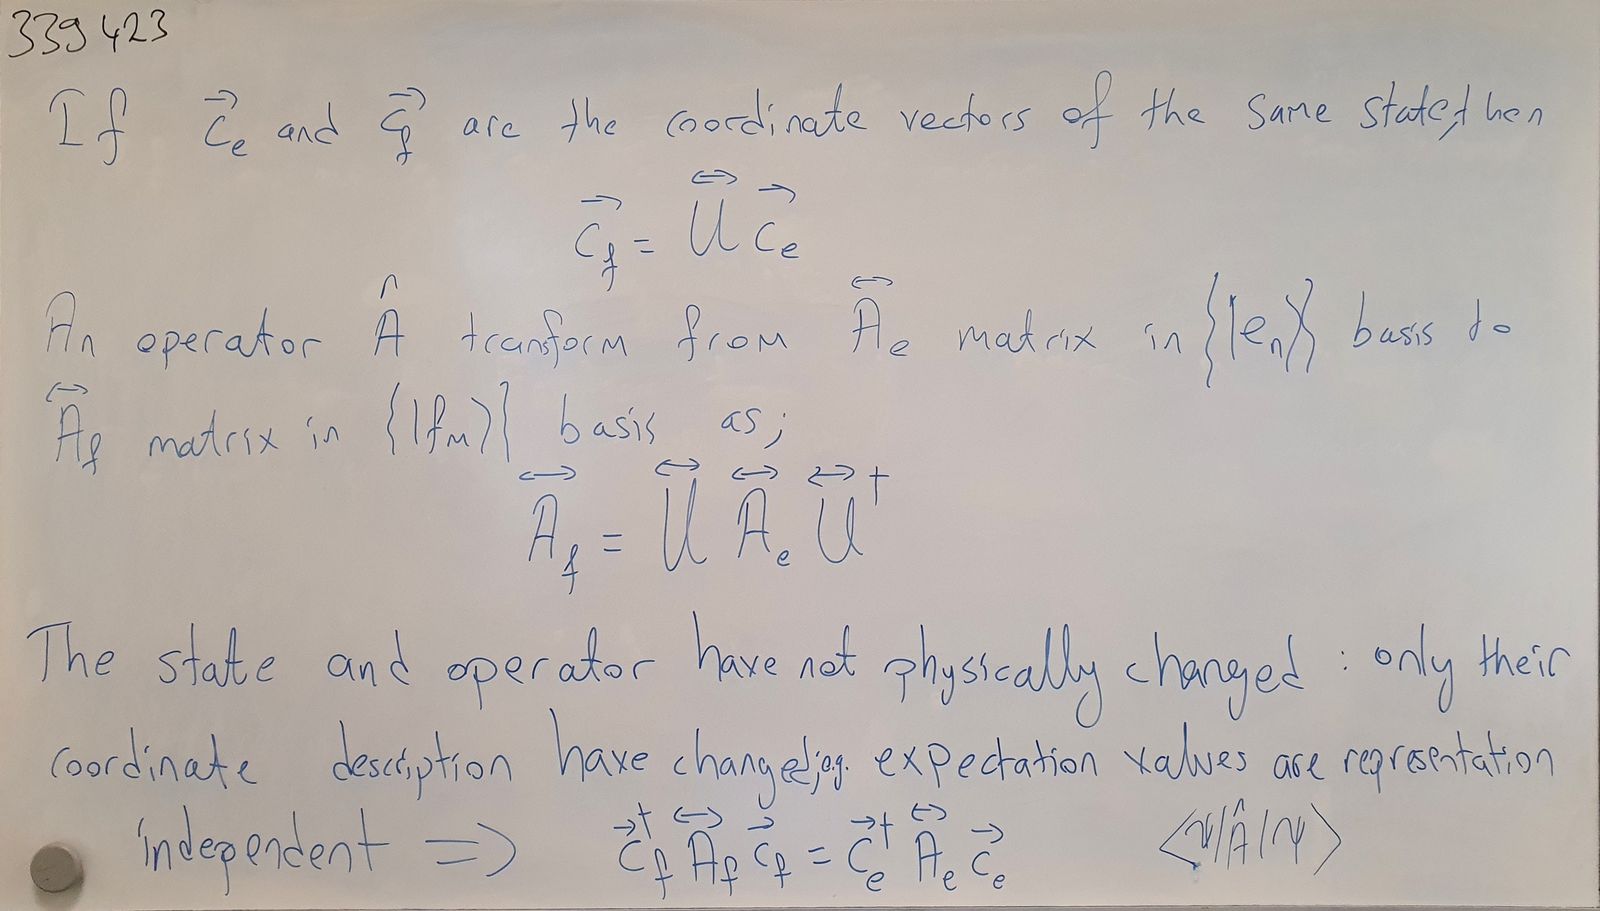 339423
If c⃗ₑ and c⃗_f are the coordinate vectors of the same state, then
c⃗_f = U⃡ c⃗ₑ
An operator Â transform from A⃡ₑ matrix in {|eₙ⟩} basis to
A⃡_f matrix in {|f_M⟩} basis as;
A⃡_f = U⃡ A⃡ₑ U⃡†
The state and operator have not physically changed : only their
coordinate description have changed; e.g. expectation values are representation
independent => c⃗_f† A⃡_f c⃗_f = c⃗ₑ† A⃡ₑ c⃗ₑ ⟨ψ|Â|ψ⟩